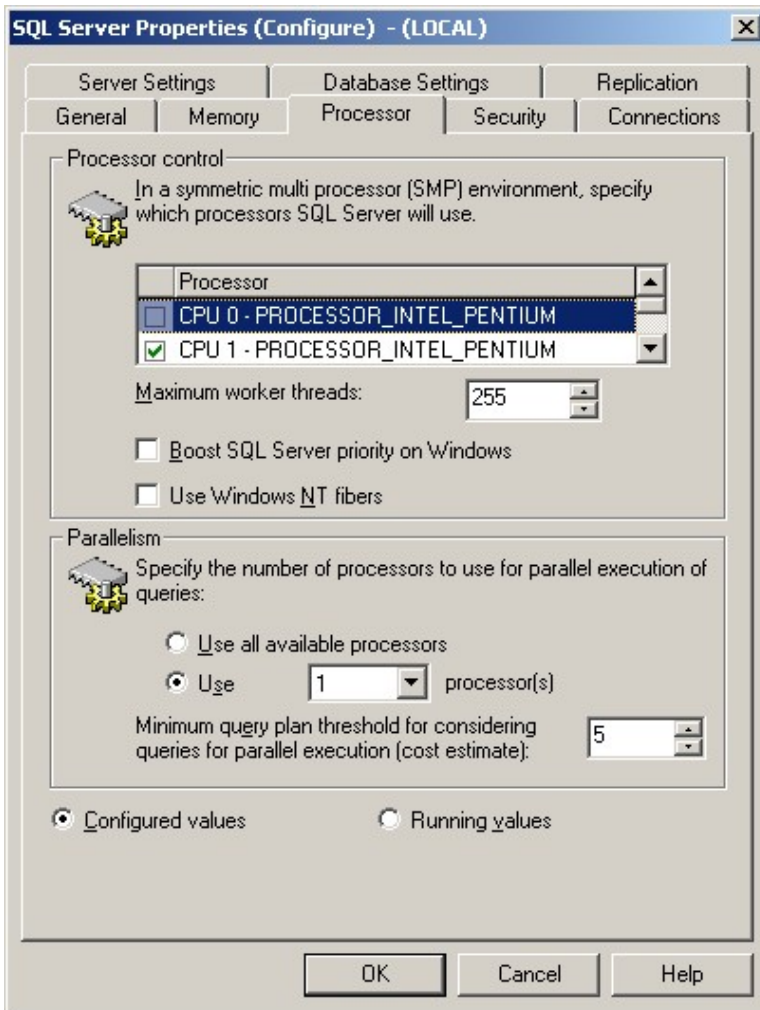 SQL Server Properties (Configure) - (LOCAL)
Server Settings
Database Settings
Replication
General
Memory
Processor
Security
Connections
Processor control
In a symmetric multi processor (SMP) environment, specify
which processors SQL Server will use.
Processor
CPU 0 - PROCESSOR_INTEL_PENTIUM
CPU 1 - PROCESSOR_INTEL_PENTIUM
Maximum worker threads:
255
Boost SQL Server priority on Windows
Use Windows NT fibers
Parallelism
Specify the number of processors to use for parallel execution of
queries:
Use all available processors
Use
1
processor(s)
Minimum query plan threshold for considering
queries for parallel execution (cost estimate):
5
Configured values
Running values
OK
Cancel
Help